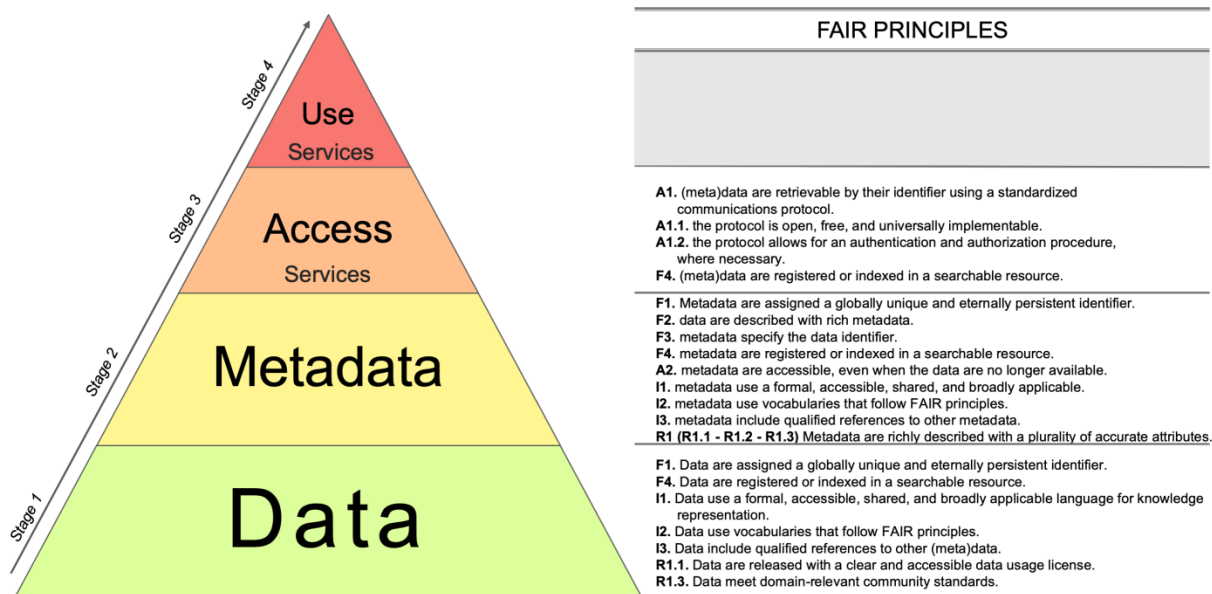 Stage 4
Use
Services
Stage 3
Access
Services
Stage 2
Metadata
Stage 1
Data
FAIR PRINCIPLES
A1. (meta)data are retrievable by their identifier using a standardized
communications protocol.
A1.1. the protocol is open, free, and universally implementable.
A1.2. the protocol allows for an authentication and authorization procedure,
where necessary.
F4. (meta)data are registered or indexed in a searchable resource.
F1. Metadata are assigned a globally unique and eternally persistent identifier.
F2. data are described with rich metadata.
F3. metadata specify the data identifier.
F4. metadata are registered or indexed in a searchable resource.
A2. metadata are accessible, even when the data are no longer available.
I1. metadata use a formal, accessible, shared, and broadly applicable.
I2. metadata use vocabularies that follow FAIR principles.
I3. metadata include qualified references to other metadata.
R1 (R1.1 - R1.2 - R1.3) Metadata are richly described with a plurality of accurate attributes.
F1. Data are assigned a globally unique and eternally persistent identifier.
F4. Data are registered or indexed in a searchable resource.
I1. Data use a formal, accessible, shared, and broadly applicable language for knowledge
representation.
I2. Data use vocabularies that follow FAIR principles.
I3. Data include qualified references to other (meta)data.
R1.1. Data are released with a clear and accessible data usage license.
R1.3. Data meet domain-relevant community standards.